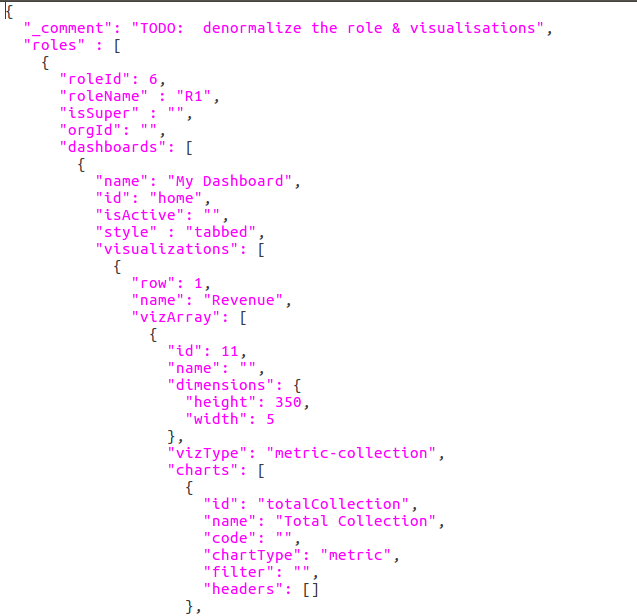 {
  "_comment": "TODO:  denormalize the role & visualisations",
  "roles" : [
    {
      "roleId": 6,
      "roleName" : "R1",
      "isSuper" : "",
      "orgId": "",
      "dashboards": [
        {
          "name": "My Dashboard",
          "id": "home",
          "isActive": "",
          "style" : "tabbed",
          "visualizations": [
            {
              "row": 1,
              "name": "Revenue",
              "vizArray": [
                {
                  "id": 11,
                  "name": "",
                  "dimensions": {
                    "height": 350,
                    "width": 5
                  },
                  "vizType": "metric-collection",
                  "charts": [
                    {
                      "id": "totalCollection",
                      "name": "Total Collection",
                      "code": "",
                      "chartType": "metric",
                      "filter": "",
                      "headers": []
                    },